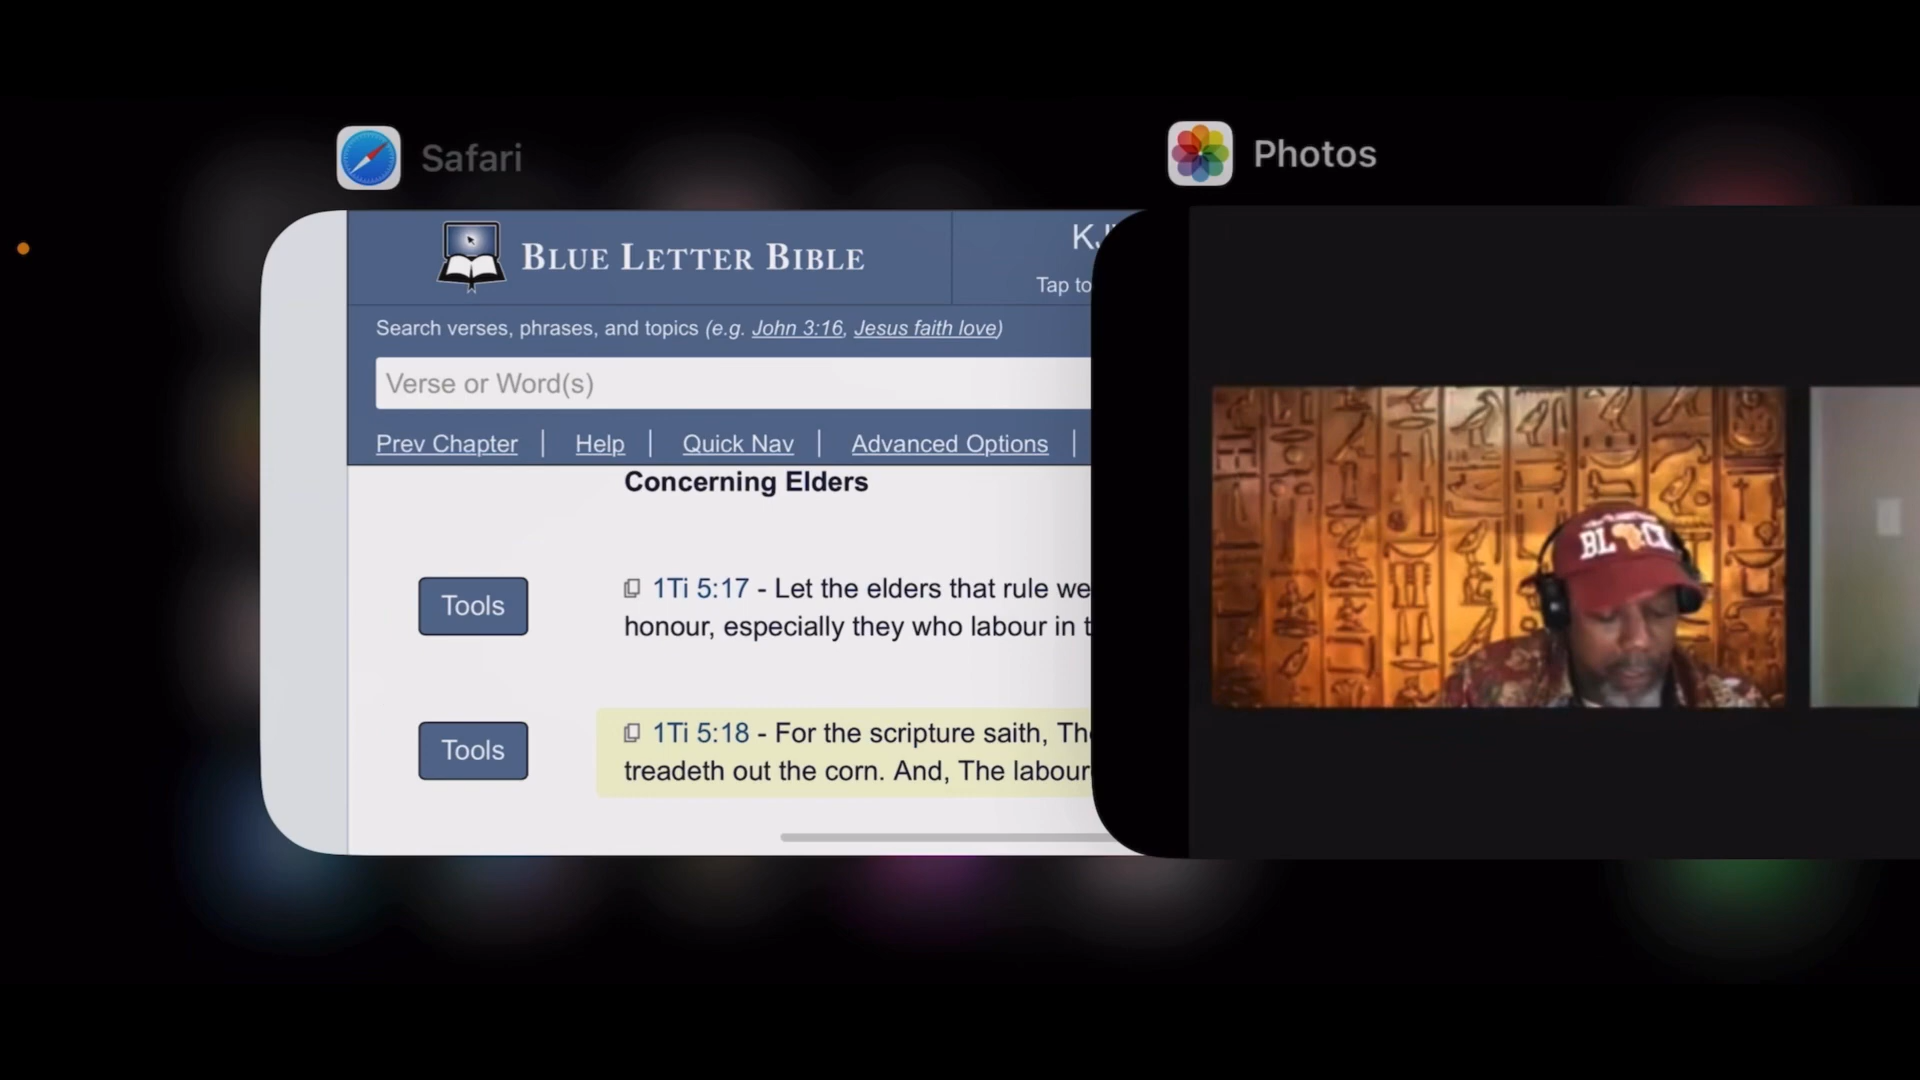 Safari
Photos
BLUE LETTER BIBLE
Tap to
Search verses, phrases, and topics (e.g. John 3:16, Jesus faith love)
Verse or Word(s)
Prev Chapter | Help | Quick Nav | Advanced Options |
Concerning Elders
Tools
1Ti 5:17 - Let the elders that rule we
honour, especially they who labour in t
Tools
1Ti 5:18 - For the scripture saith, Th
treadeth out the corn. And, The labour